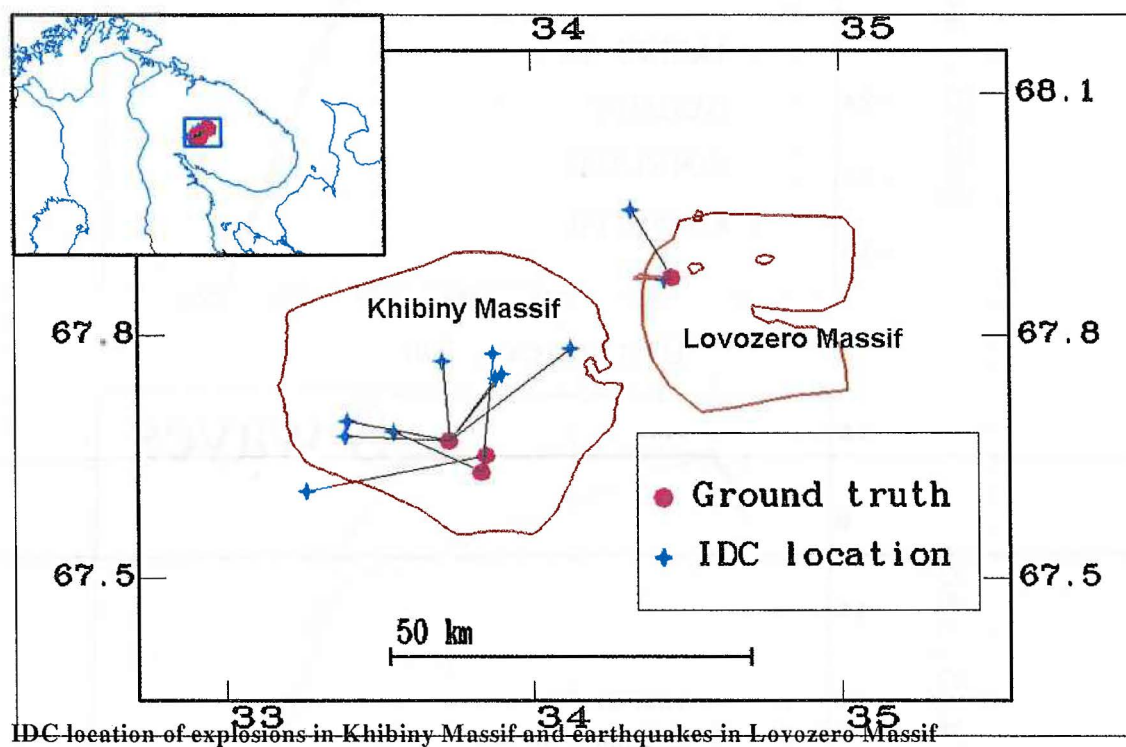 34 35
68.1
Khibiny Massif
67.8 67.8
Lovozero Massif
Ground truth
IDC location
67.5 67.5
50 km
33 34 35
IDC location of explosions in Khibiny Massif and earthquakes in Lovozero Massif